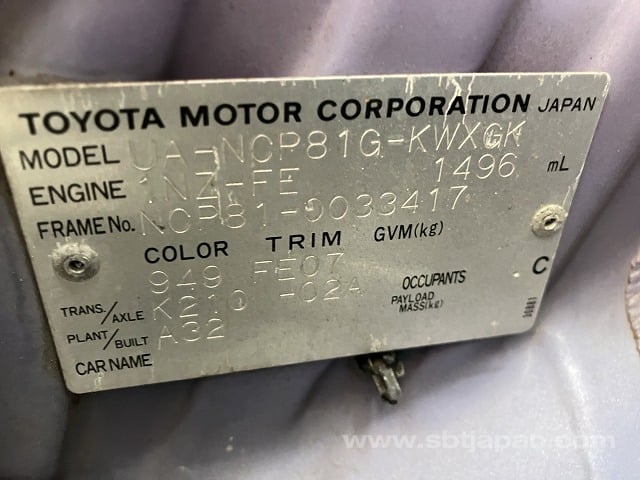 TOYOTA MOTOR CORPORATION JAPAN
MODEL UA-NCP81G-KWXGK
ENGINE 1NZ-FE 1496 mL
FRAME No. NCP81-0033417
COLOR TRIM GVM(kg)
949 FE07
TRANS./AXLE K210 -02A OCCUPANTS C
PLANT/BUILT A32 PAYLOAD MASS(kg)
CAR NAME
www.sbtjapan.com